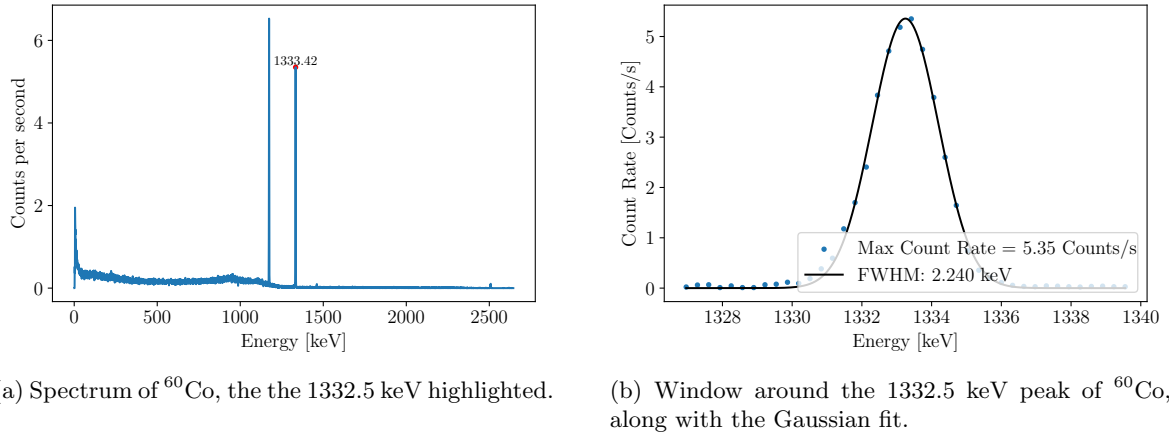 1333.42
Counts per second
6
4
2
0
0 500 1000 1500 2000 2500
Energy [keV]
Count Rate [Counts/s]
5
4
3
2
1
0
Max Count Rate = 5.35 Counts/s
FWHM: 2.240 keV
1328 1330 1332 1334 1336 1338 1340
Energy [keV]
a) Spectrum of ⁶⁰Co, the the 1332.5 keV highlighted.
(b) Window around the 1332.5 keV peak of ⁶⁰Co,
along with the Gaussian fit.